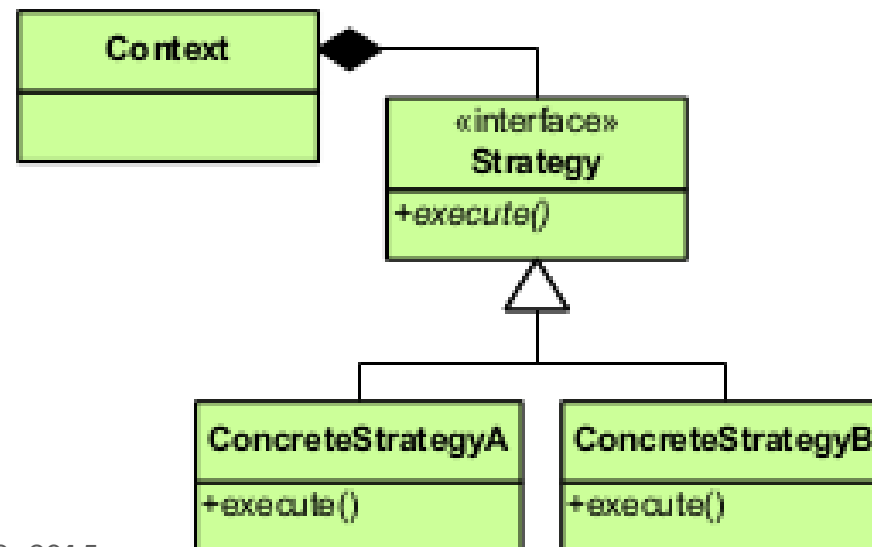 Context
«interface»
Strategy
+execute()
ConcreteStrategyA
ConcreteStrategyB
+execute()
+execute()